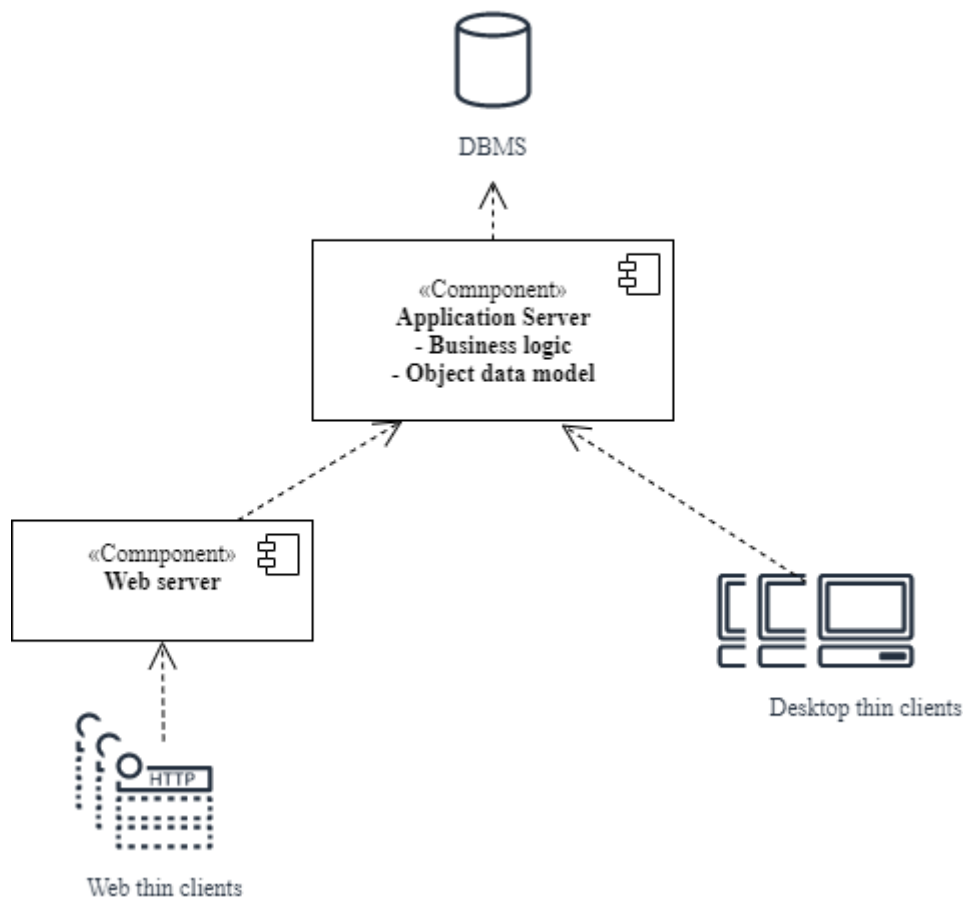 DBMS
«Comnponent»
Application Server
- Business logic
- Object data model
«Comnponent»
Web server
Desktop thin clients
HTTP
Web thin clients